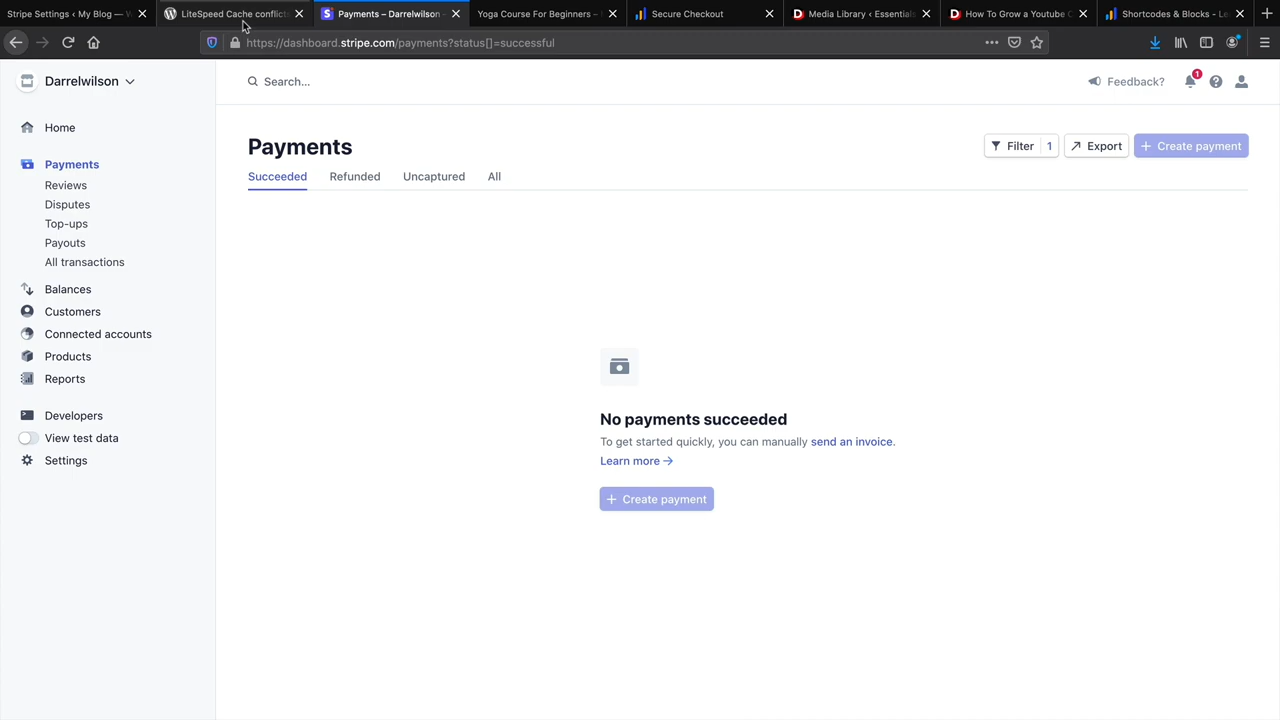 Stripe Settings ‹ My Blog — W
LiteSpeed Cache conflicts
Payments – Darrelwilson –
Yoga Course For Beginners –
Secure Checkout
Media Library ‹ Essentials
How To Grow a Youtube C
Shortcodes & Blocks - Le
https://dashboard.stripe.com/payments?status[]=successful
Darrelwilson
Search...
Feedback?
1
Home
Payments
Reviews
Disputes
Top-ups
Payouts
All transactions
Balances
Customers
Connected accounts
Products
Reports
Developers
View test data
Settings
Payments
Filter 1
Export
+ Create payment
Succeeded
Refunded
Uncaptured
All
No payments succeeded
To get started quickly, you can manually send an invoice.
Learn more →
+ Create payment